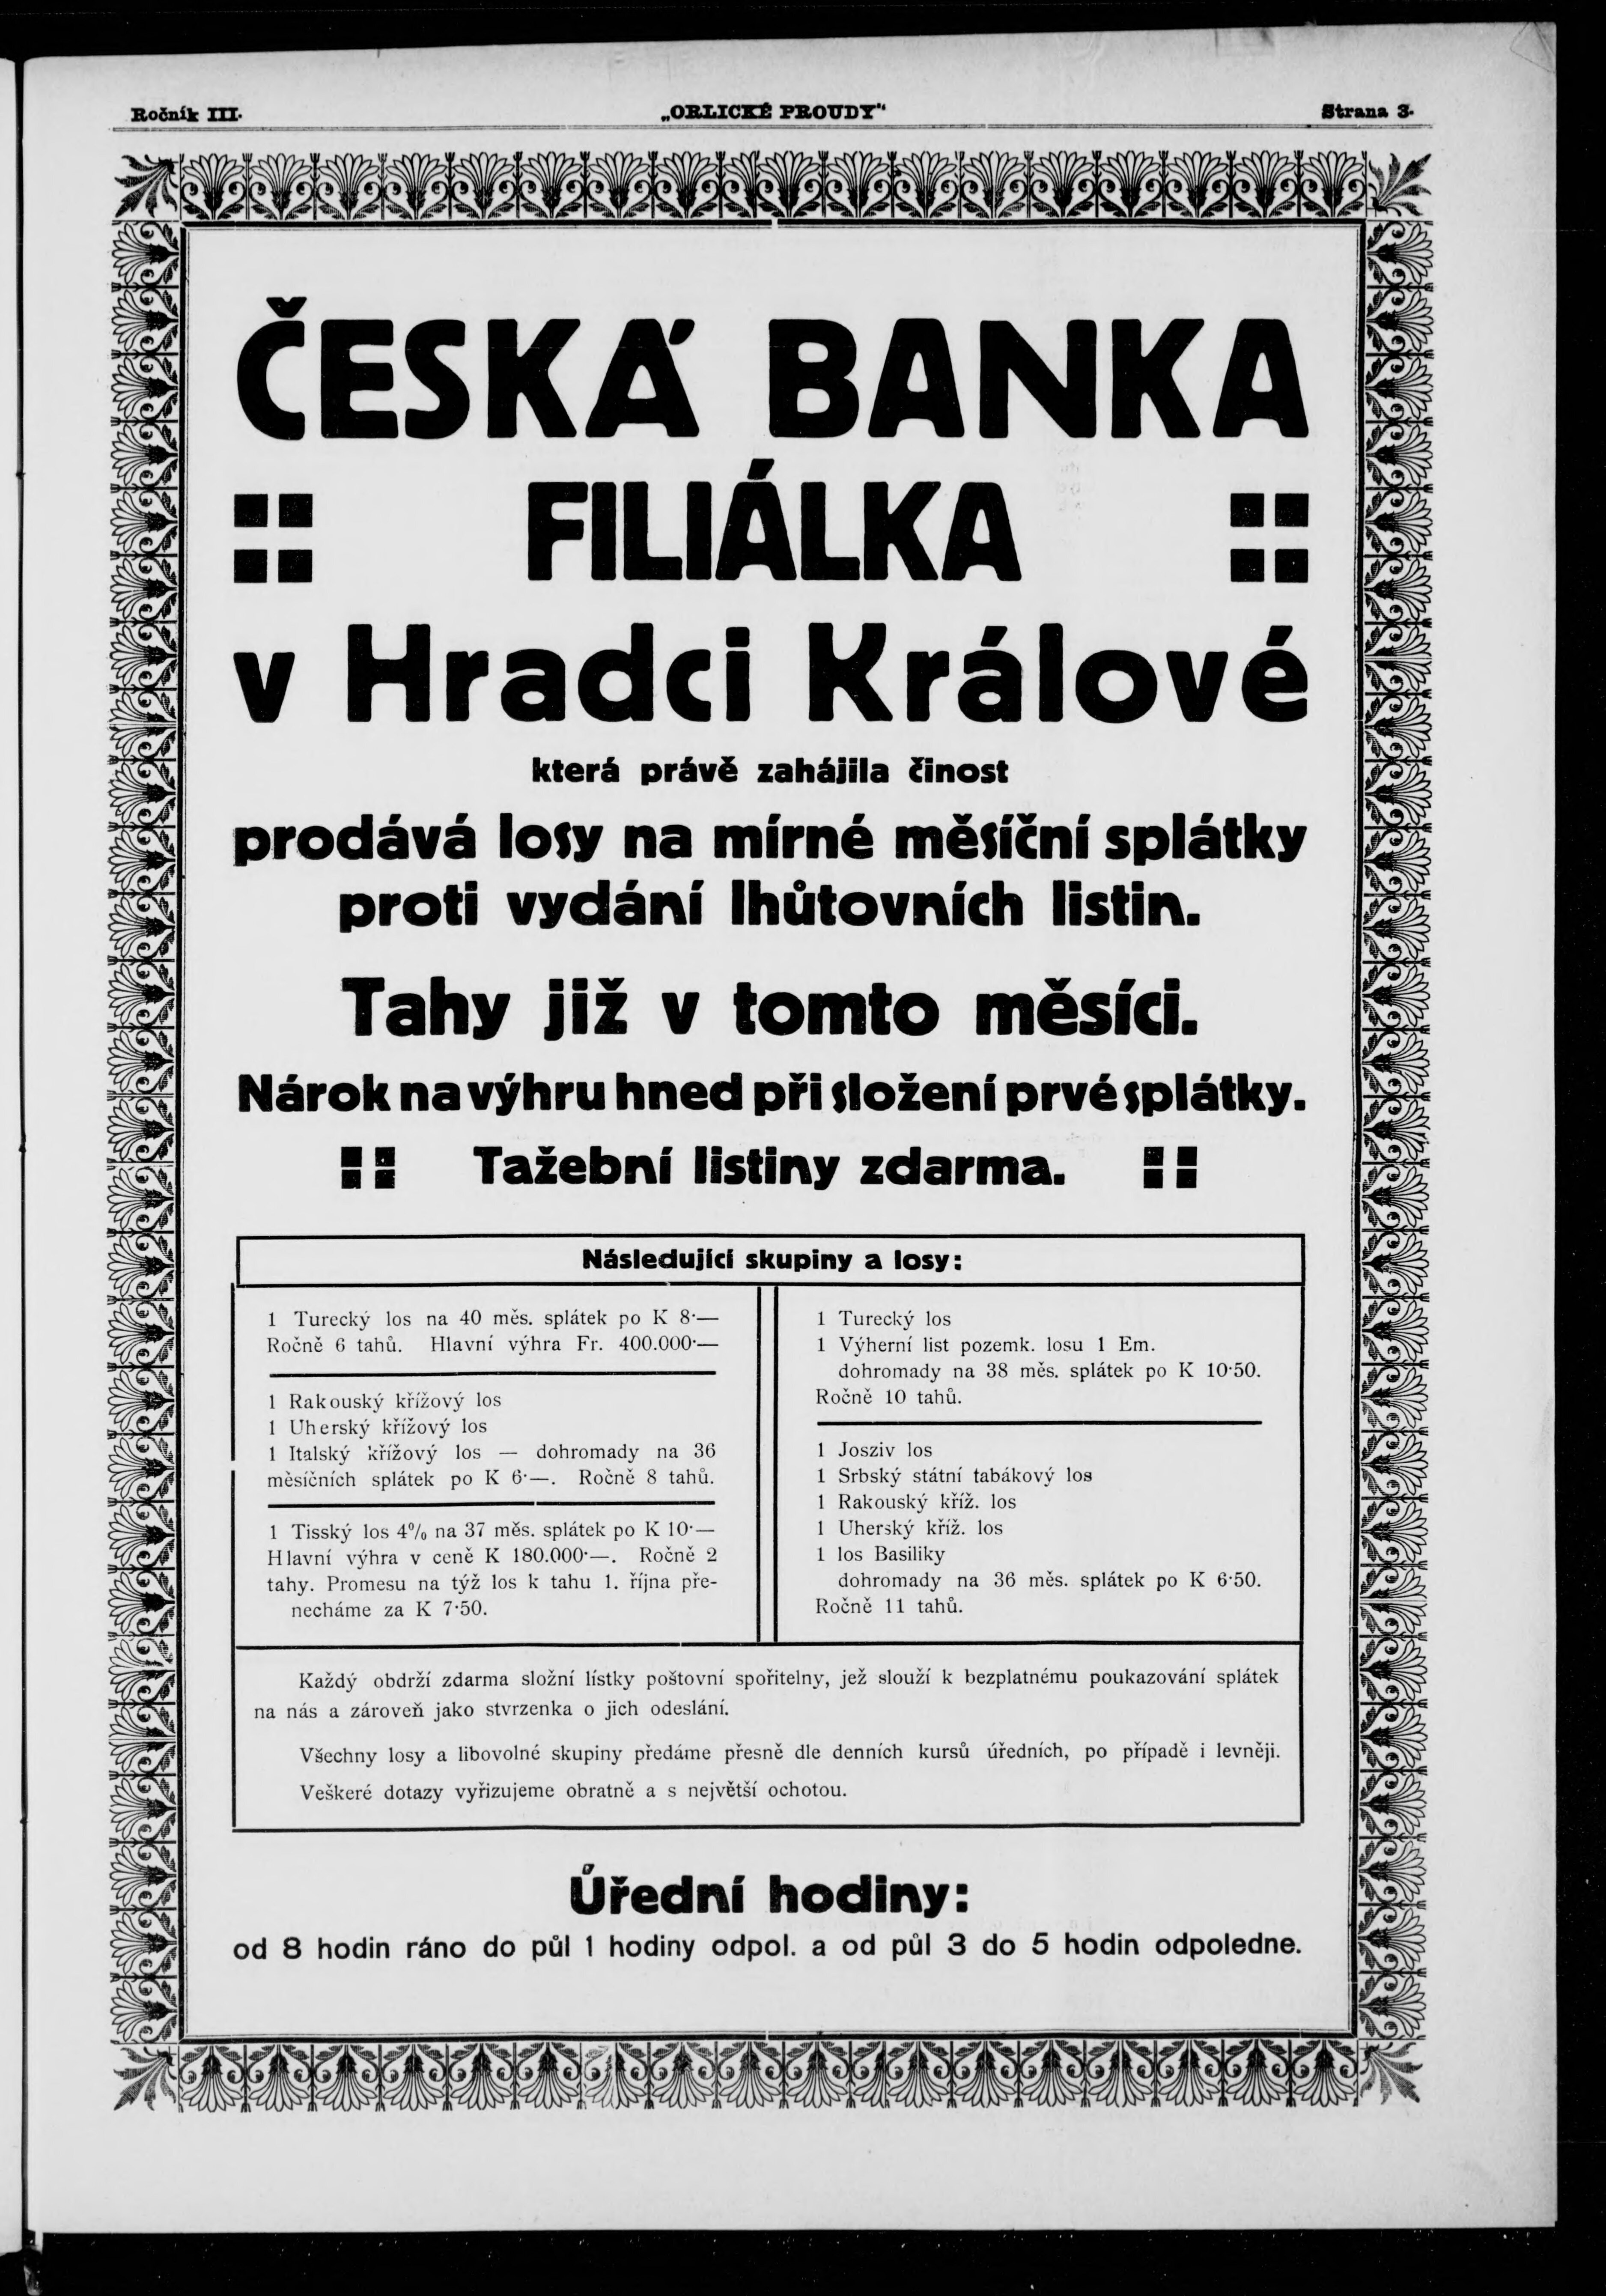 Ročník III.
„ORLICKÉ PROUDY"
Strana 3.
ČESKÁ BANKA
FILIÁLKA
v Hradci Králové
která právě zahájila činost
prodává losy na mírné měsíční splátky
proti vydání lhůtovních listin.
Tahy již v tomto měsíci.
Nárok na výhru hned při složení prvé splátky.
Tažební listiny zdarma.
Následující skupiny a losy:
1 Turecký los na 40 měs. splátek po K 8·—
Ročně 6 tahů. Hlavní výhra Fr. 400.000·—
1 Rakouský křížový los
1 Uherský křížový los
1 Italský křížový los — dohromady na 36
měsíčních splátek po K 6·—. Ročně 8 tahů.
1 Tisský los 4% na 37 měs. splátek po K 10·—
Hlavní výhra v ceně K 180.000·—. Ročně 2
tahy. Promesu na týž los k tahu 1. října pře-
necháme za K 7·50.
1 Turecký los
1 Výherní list pozemk. losu 1 Em.
dohromady na 38 měs. splátek po K 10·50.
Ročně 10 tahů.
1 Josziv los
1 Srbský státní tabákový los
1 Rakouský kříž. los
1 Uherský kříž. los
1 los Basiliky
dohromady na 36 měs. splátek po K 6·50.
Ročně 11 tahů.
Každý obdrží zdarma složní lístky poštovní spořitelny, jež slouží k bezplatnému poukazování splátek
na nás a zároveň jako stvrzenka o jich odeslání.
Všechny losy a libovolné skupiny předáme přesně dle denních kursů úředních, po případě i levněji.
Veškeré dotazy vyřizujeme obratně a s největší ochotou.
Úřední hodiny:
od 8 hodin ráno do půl 1 hodiny odpol. a od půl 3 do 5 hodin odpoledne.